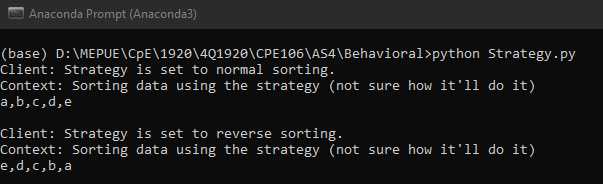 Anaconda Prompt (Anaconda3)
(base) D:\MEPUE\CpE\1920\4Q1920\CPE106\AS4\Behavioral>python Strategy.py
Client: Strategy is set to normal sorting.
Context: Sorting data using the strategy (not sure how it'll do it)
a,b,c,d,e
Client: Strategy is set to reverse sorting.
Context: Sorting data using the strategy (not sure how it'll do it)
e,d,c,b,a